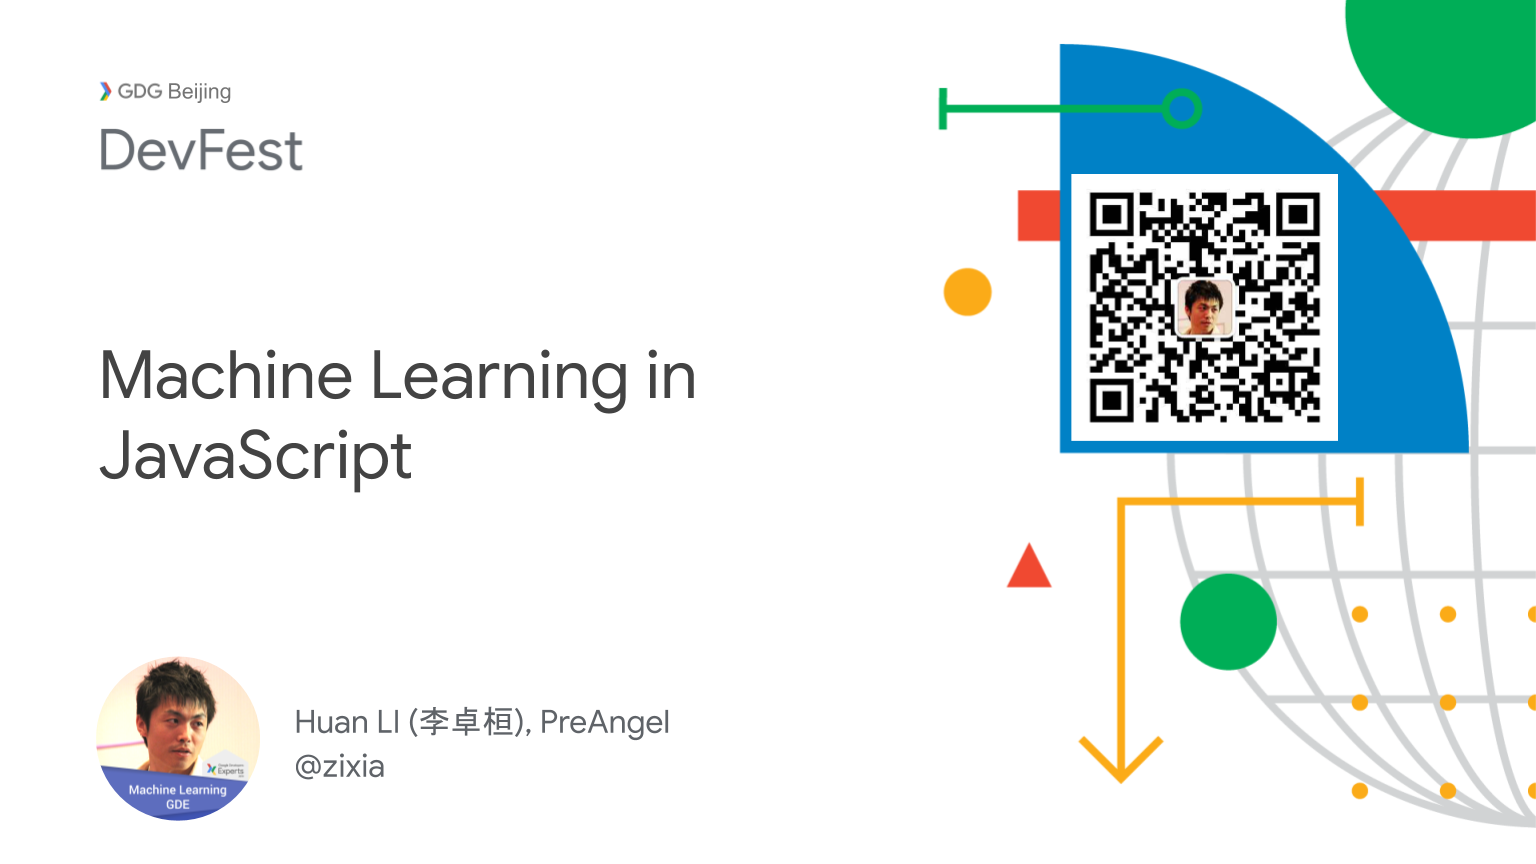 GDG Beijing
DevFest
Machine Learning in
JavaScript
Huan LI (李卓桓), PreAngel
@zixia
Experts
Machine Learning
GDE